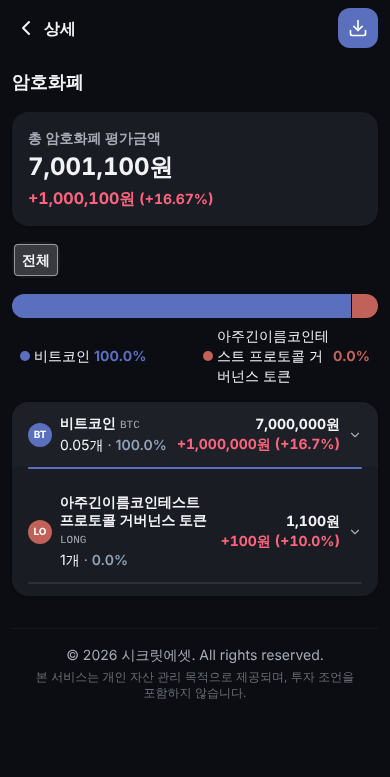 상세
암호화폐
총 암호화폐 평가금액
7,001,100원
+1,000,100원 (+16.67%)
전체
비트코인 100.0%
아주긴이름코인테
스트 프로토콜 거
버넌스 토큰
0.0%
BT
비트코인 BTC
0.05개 · 100.0%
7,000,000원
+1,000,000원 (+16.7%)
LO
아주긴이름코인테스트
프로토콜 거버넌스 토큰
LONG
1개 · 0.0%
1,100원
+100원 (+10.0%)
© 2026 시크릿에셋. All rights reserved.
본 서비스는 개인 자산 관리 목적으로 제공되며, 투자 조언을
포함하지 않습니다.